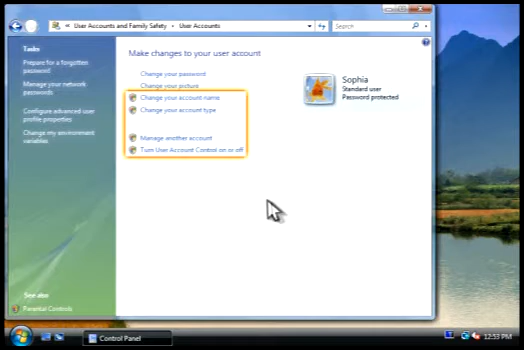 « User Accounts and Family Safety ▸ User Accounts
Search
Tasks
Prepare for a forgotten
password
Manage your network
passwords
Configure advanced user
profile properties
Change my environment
variables
See also
Parental Controls
Make changes to your user account
Change your password
Change your picture
Change your account name
Change your account type
Manage another account
Turn User Account Control on or off
Sophia
Standard user
Password protected
Control Panel
12:53 PM